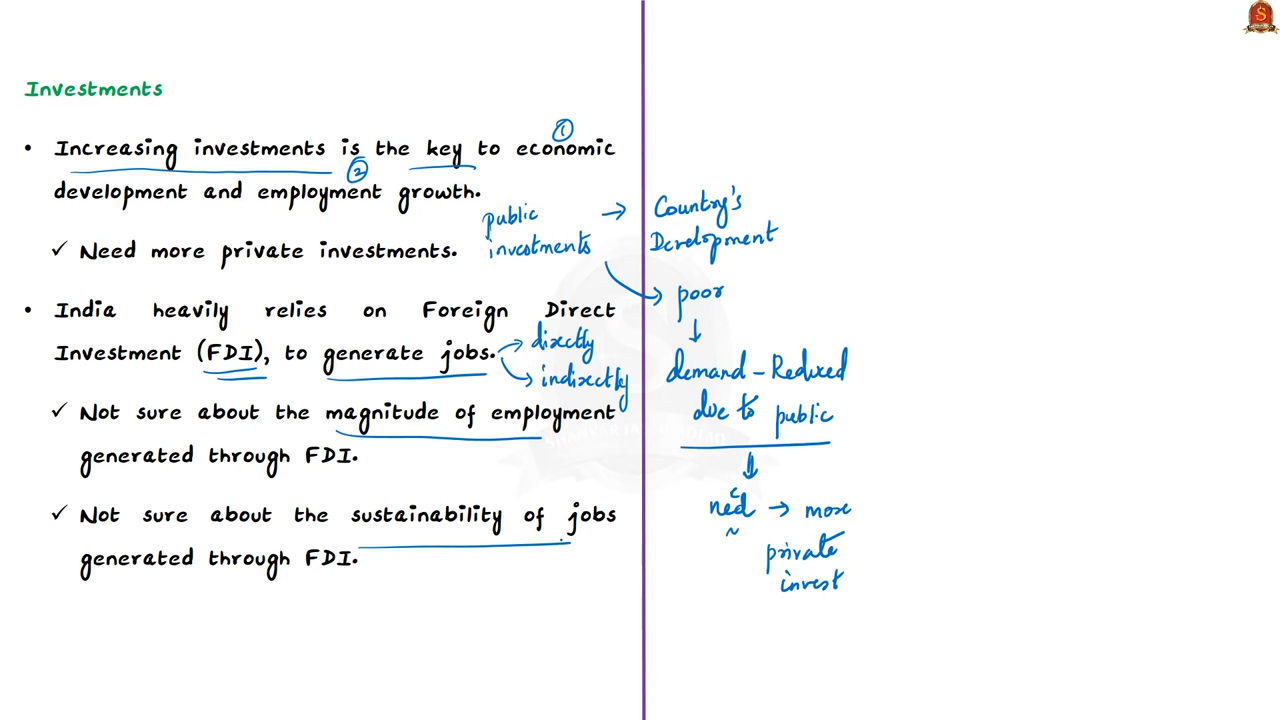 Investments
• Increasing investments is the key to economic
①
②
development and employment growth.
✓ Need more private investments.
public
investments
→ Country's
Development
poor
demand - Reduced
due to public
need → more
private
invest
• India heavily relies on Foreign Direct
Investment (FDI), to generate jobs.
directly
indirectly
✓ Not sure about the magnitude of employment
generated through FDI.
✓ Not sure about the sustainability of jobs
generated through FDI.